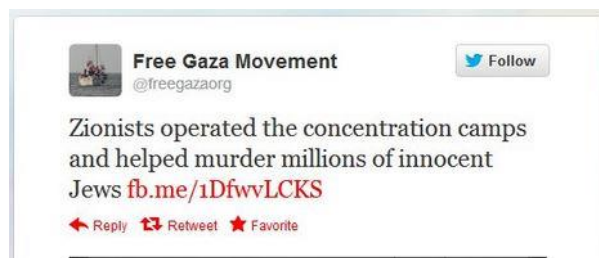 Free Gaza Movement
Follow
@freegazaorg
Zionists operated the concentration camps
and helped murder millions of innocent
Jews fb.me/1DfwvLCKS
Reply Retweet Favorite